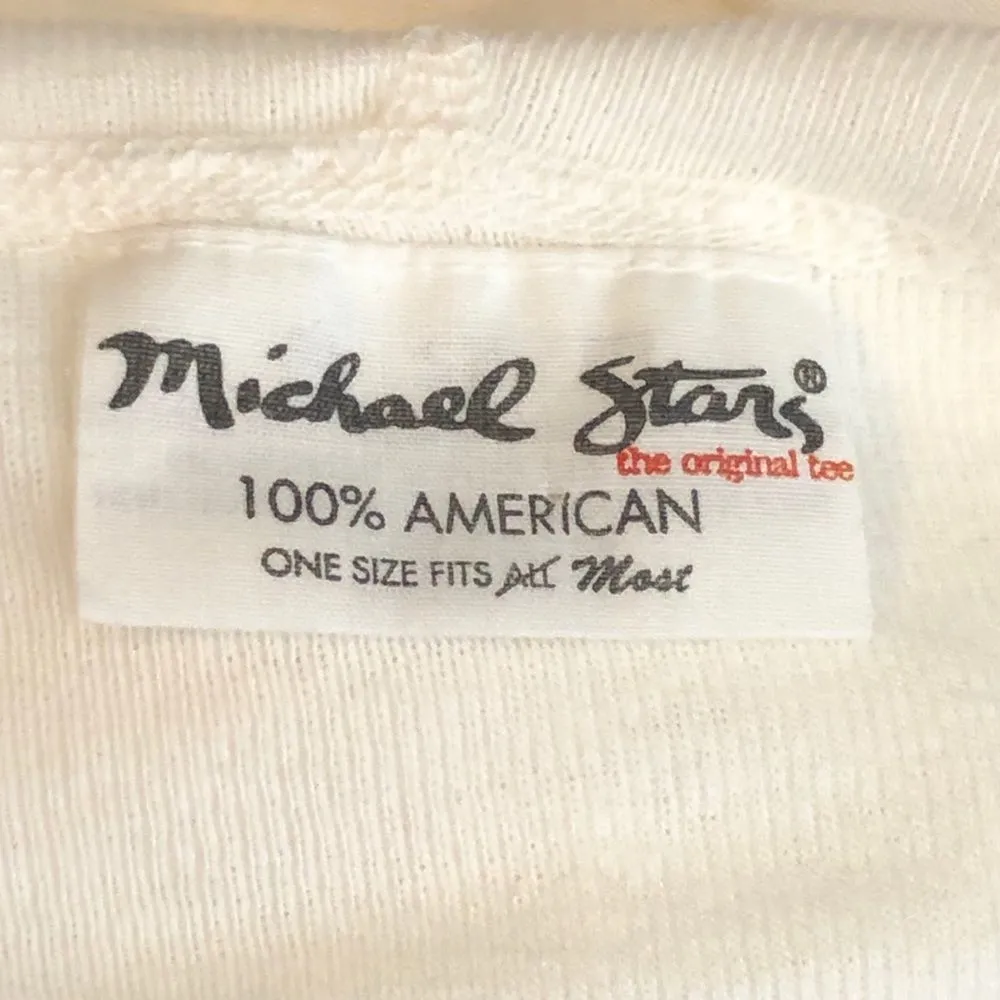 Michael Stars®
the original tee
100% AMERICAN
ONE SIZE FITS ALL Most